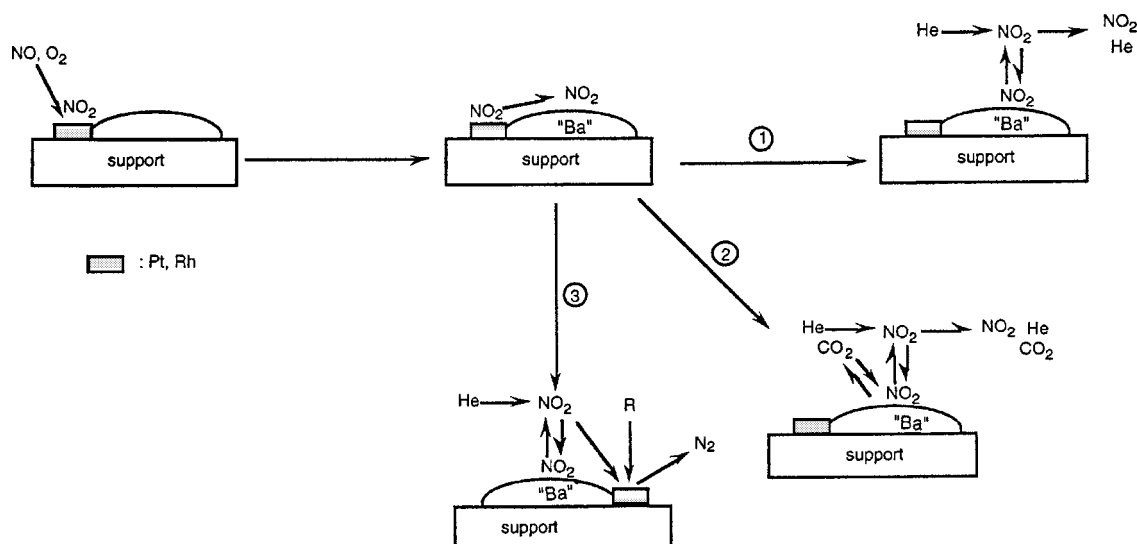 NO, O2
NO2
support
: Pt, Rh
NO2 NO2
"Ba"
support
1
He NO2 NO2
He
NO2
"Ba"
support
2
He NO2 NO2 He
CO2 CO2
NO2
"Ba"
support
3
He NO2 R
N2
NO2
"Ba"
support